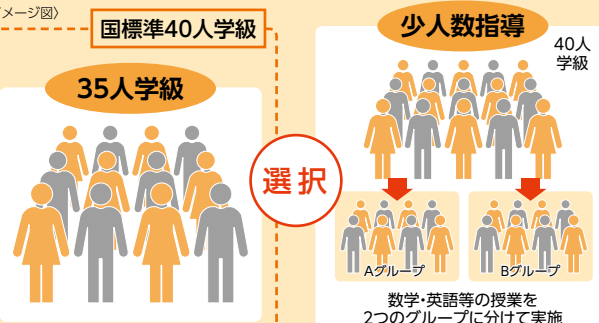 メージ図〉
国標準40人学級
35人学級
選択
少人数指導
40人
学級
Aグループ
Bグループ
数学・英語等の授業を
2つのグループに分けて実施